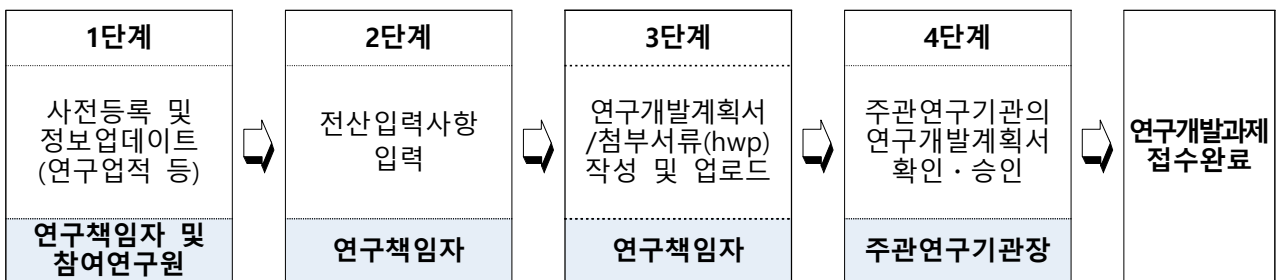 1단계
사전등록 및
정보업데이트
(연구업적 등)
연구책임자 및
참여연구원
2단계
전산입력사항
입력
연구책임자
3단계
연구개발계획서
/첨부서류(hwp)
작성 및 업로드
연구책임자
4단계
주관연구기관의
연구개발계획서
확인・승인
주관연구기관장
연구개발과제
접수완료